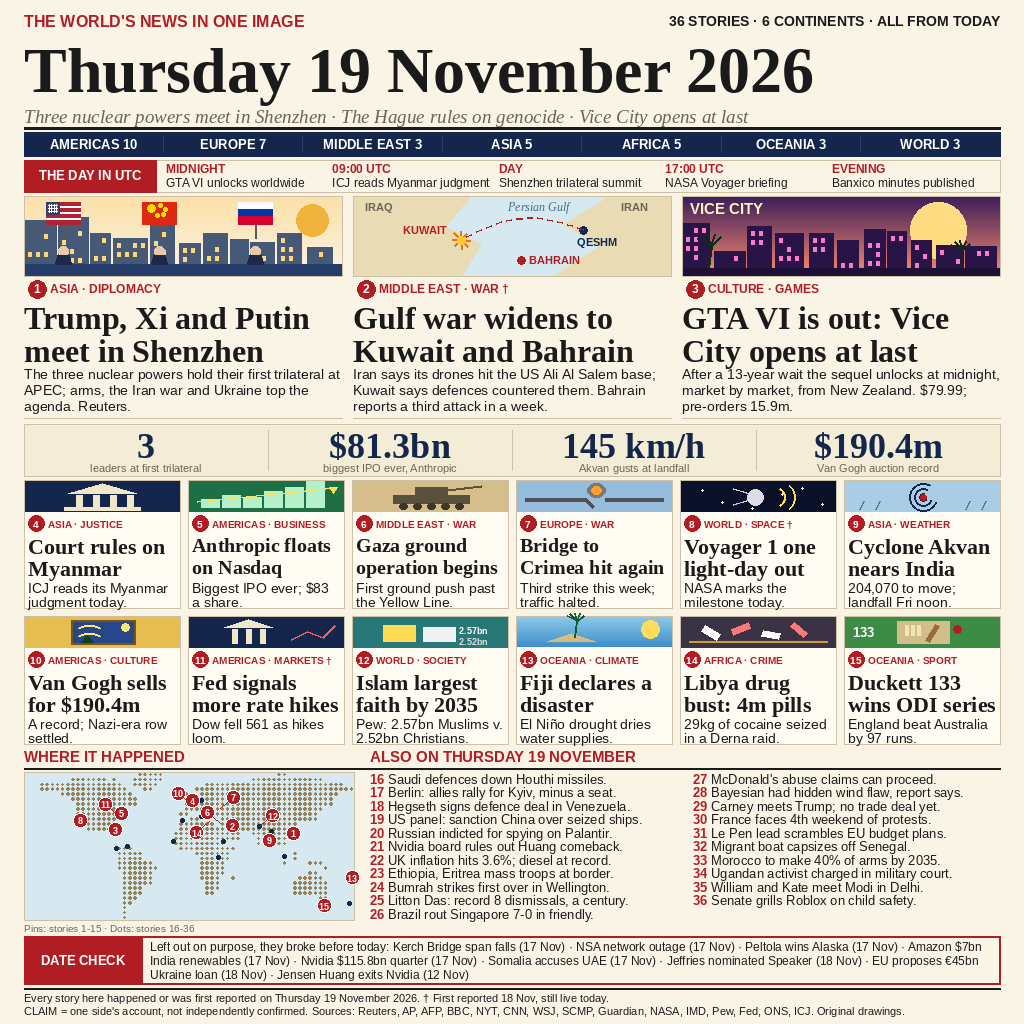 THE WORLD'S NEWS IN ONE IMAGE
36 STORIES · 6 CONTINENTS · ALL FROM TODAY
Thursday 19 November 2026
Three nuclear powers meet in Shenzhen · The Hague rules on genocide · Vice City opens at last
AMERICAS 10
EUROPE 7
MIDDLE EAST 3
ASIA 5
AFRICA 5
OCEANIA 3
WORLD 3
THE DAY IN UTC
MIDNIGHT
GTA VI unlocks worldwide
09:00 UTC
ICJ reads Myanmar judgment
DAY
Shenzhen trilateral summit
17:00 UTC
NASA Voyager briefing
EVENING
Banxico minutes published
IRAQ
Persian Gulf
IRAN
KUWAIT
QESHM
BAHRAIN
VICE CITY
1 ASIA · DIPLOMACY
Trump, Xi and Putin
meet in Shenzhen
The three nuclear powers hold their first trilateral at
APEC; arms, the Iran war and Ukraine top the
agenda. Reuters.
2 MIDDLE EAST · WAR †
Gulf war widens to
Kuwait and Bahrain
Iran says its drones hit the US Ali Al Salem base;
Kuwait says defences countered them. Bahrain
reports a third attack in a week.
3 CULTURE · GAMES
GTA VI is out: Vice
City opens at last
After a 13-year wait the sequel unlocks at midnight,
market by market, from New Zealand. $79.99;
pre-orders 15.9m.
3
leaders at first trilateral
$81.3bn
biggest IPO ever, Anthropic
145 km/h
Akvan gusts at landfall
$190.4m
Van Gogh auction record
4 ASIA · JUSTICE
Court rules on
Myanmar
ICJ reads its Myanmar
judgment today.
5 AMERICAS · BUSINESS
Anthropic floats
on Nasdaq
Biggest IPO ever; $83
a share.
6 MIDDLE EAST · WAR
Gaza ground
operation begins
First ground push past
the Yellow Line.
7 EUROPE · WAR
Bridge to
Crimea hit again
Third strike this week;
traffic halted.
8 WORLD · SPACE †
Voyager 1 one
light-day out
NASA marks the
milestone today.
9 ASIA · WEATHER
Cyclone Akvan
nears India
204,070 to move;
landfall Fri noon.
10 AMERICAS · CULTURE
Van Gogh sells
for $190.4m
A record; Nazi-era row
settled.
11 AMERICAS · MARKETS †
Fed signals
more rate hikes
Dow fell 561 as hikes
loom.
2.57bn
2.52bn
12 WORLD · SOCIETY
Islam largest
faith by 2035
Pew: 2.57bn Muslims v.
2.52bn Christians.
13 OCEANIA · CLIMATE
Fiji declares a
disaster
El Niño drought dries
water supplies.
14 AFRICA · CRIME
Libya drug
bust: 4m pills
29kg of cocaine seized
in a Derna raid.
133
15 OCEANIA · SPORT
Duckett 133
wins ODI series
England beat Australia
by 97 runs.
WHERE IT HAPPENED
10
4
7
11
5
6
8
12
3
14
2
9
1
13
15
Pins: stories 1-15 · Dots: stories 16-36
ALSO ON THURSDAY 19 NOVEMBER
16 Saudi defences down Houthi missiles.
17 Berlin: allies rally for Kyiv, minus a seat.
18 Hegseth signs defence deal in Venezuela.
19 US panel: sanction China over seized ships.
20 Russian indicted for spying on Palantir.
21 Nvidia board rules out Huang comeback.
22 UK inflation hits 3.6%; diesel at record.
23 Ethiopia, Eritrea mass troops at border.
24 Bumrah strikes first over in Wellington.
25 Litton Das: record 8 dismissals, a century.
26 Brazil rout Singapore 7-0 in friendly.
27 McDonald's abuse claims can proceed.
28 Bayesian had hidden wind flaw, report says.
29 Carney meets Trump; no trade deal yet.
30 France faces 4th weekend of protests.
31 Le Pen lead scrambles EU budget plans.
32 Migrant boat capsizes off Senegal.
33 Morocco to make 40% of arms by 2035.
34 Ugandan activist charged in military court.
35 William and Kate meet Modi in Delhi.
36 Senate grills Roblox on child safety.
DATE CHECK
Left out on purpose, they broke before today: Kerch Bridge span falls (17 Nov) · NSA network outage (17 Nov) · Peltola wins Alaska (17 Nov) · Amazon $7bn
India renewables (17 Nov) · Nvidia $115.8bn quarter (17 Nov) · Somalia accuses UAE (17 Nov) · Jeffries nominated Speaker (18 Nov) · EU proposes €45bn
Ukraine loan (18 Nov) · Jensen Huang exits Nvidia (12 Nov)
Every story here happened or was first reported on Thursday 19 November 2026. † First reported 18 Nov, still live today.
CLAIM = one side's account, not independently confirmed. Sources: Reuters, AP, AFP, BBC, NYT, CNN, WSJ, SCMP, Guardian, NASA, IMD, Pew, Fed, ONS, ICJ. Original drawings.